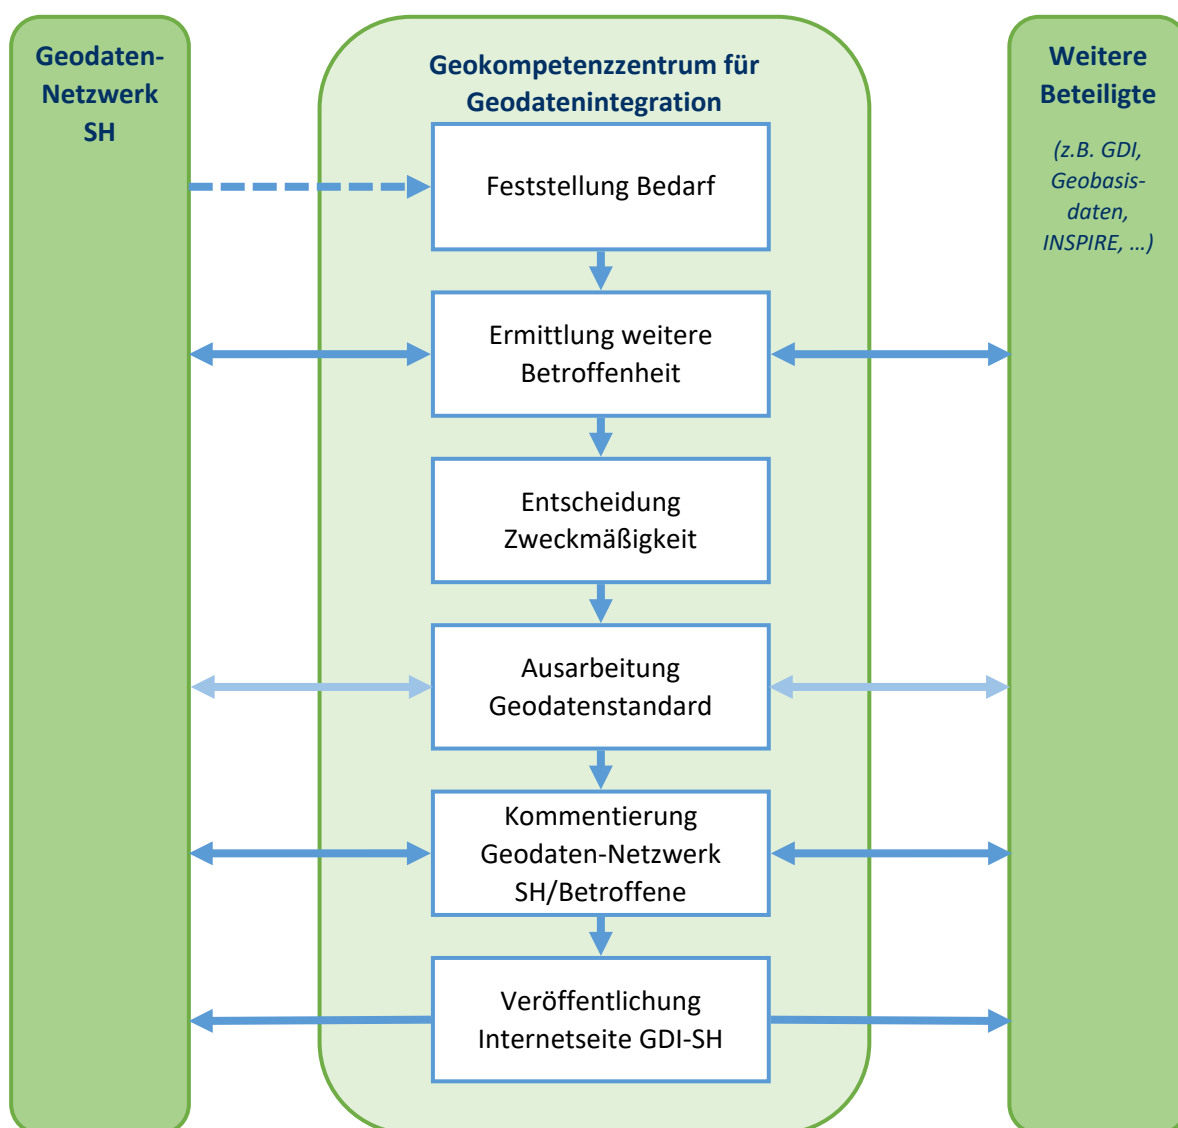 Geodaten-
Netzwerk
SH
Geokompetenzzentrum für
Geodatenintegration
Weitere
Beteiligte
(z.B. GDI,
Geobasis-
daten,
INSPIRE, …)
Feststellung Bedarf
Ermittlung weitere
Betroffenheit
Entscheidung
Zweckmäßigkeit
Ausarbeitung
Geodatenstandard
Kommentierung
Geodaten-Netzwerk
SH/Betroffene
Veröffentlichung
Internetseite GDI-SH